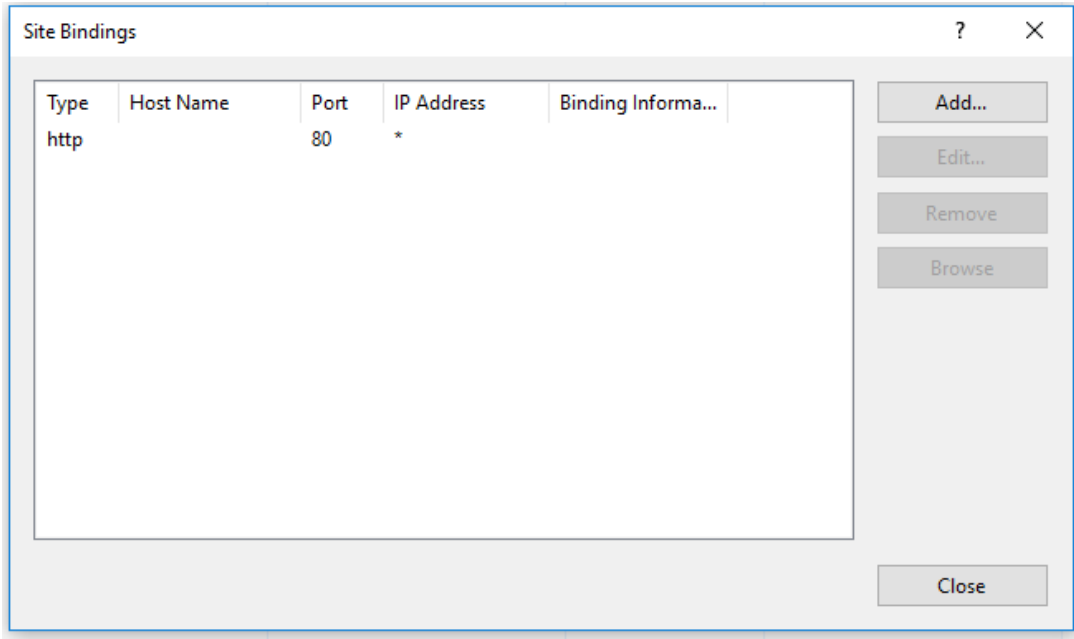 Site Bindings ?
Type Host Name Port IP Address Binding Informa...
http 80 *
Add...
Edit...
Remove
Browse
Close